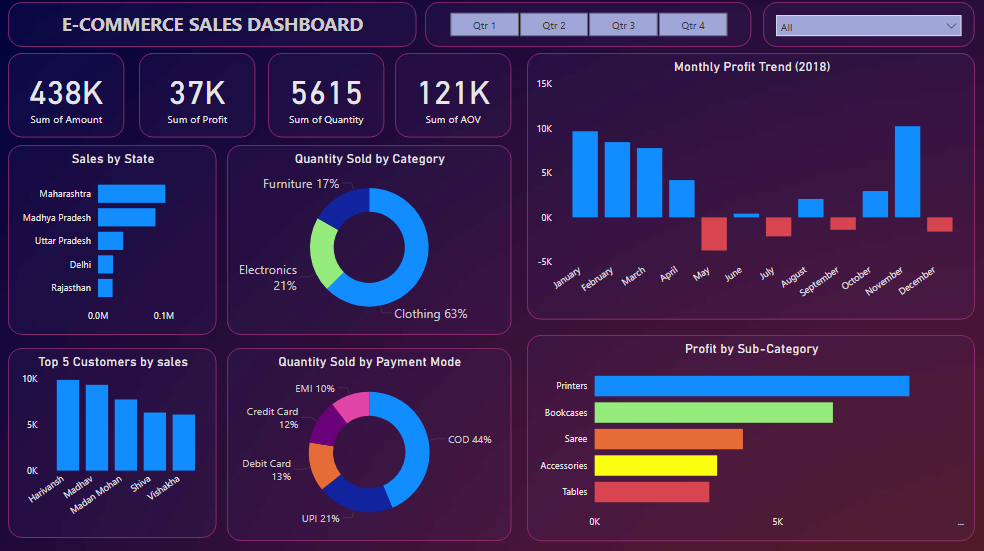 E-COMMERCE SALES DASHBOARD
Qtr 1
Qtr 2
Qtr 3
Qtr 4
All
438K
Sum of Amount
37K
Sum of Profit
5615
Sum of Quantity
121K
Sum of AOV
Monthly Profit Trend (2018)
15K
10K
5K
0K
-5K
January
February
March
April
May
June
July
August
September
October
November
December
Sales by State
Maharashtra
Madhya Pradesh
Uttar Pradesh
Delhi
Rajasthan
0.0M
0.1M
Quantity Sold by Category
Furniture 17%
Electronics
21%
Clothing 63%
Top 5 Customers by sales
10K
5K
0K
Harivansh
Madhav
Madan Mohan
Shiva
Vishakha
Quantity Sold by Payment Mode
EMI 10%
Credit Card
12%
Debit Card
13%
UPI 21%
COD 44%
Profit by Sub-Category
Printers
Bookcases
Saree
Accessories
Tables
0K
5K
...